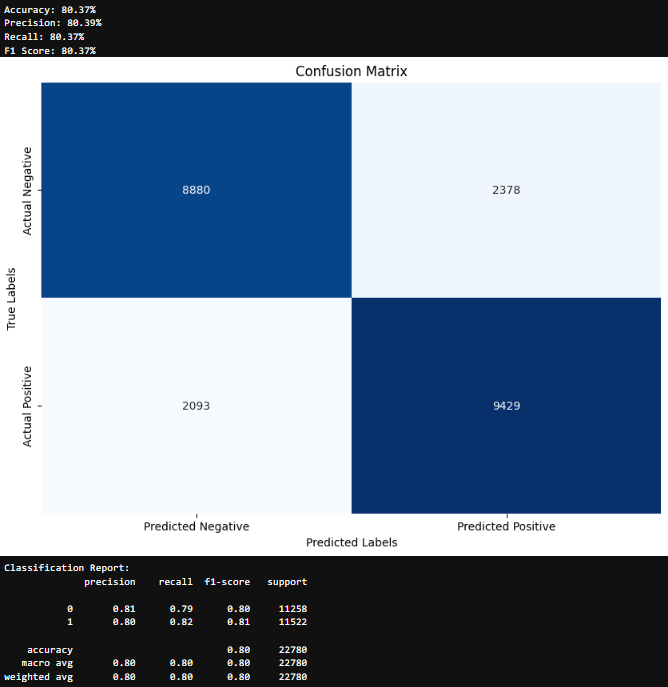 Accuracy: 80.37%
Precision: 80.39%
Recall: 80.37%
F1 Score: 80.37%
Confusion Matrix
Actual Negative
8880
2378
True Labels
Actual Positive
2093
9429
Predicted Negative
Predicted Positive
Predicted Labels
Classification Report:
precision recall f1-score support
0 0.81 0.79 0.80 11258
1 0.80 0.82 0.81 11522
accuracy 0.80 22780
macro avg 0.80 0.80 0.80 22780
weighted avg 0.80 0.80 0.80 22780